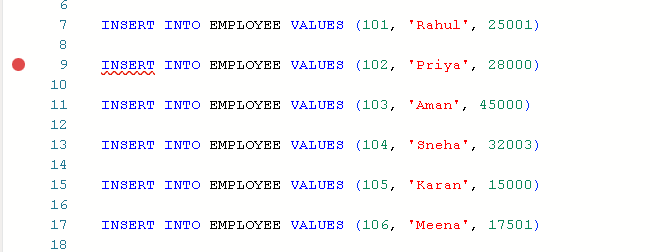 6
7 INSERT INTO EMPLOYEE VALUES (101, 'Rahul', 25001)
8
9 INSERT INTO EMPLOYEE VALUES (102, 'Priya', 28000)
10
11 INSERT INTO EMPLOYEE VALUES (103, 'Aman', 45000)
12
13 INSERT INTO EMPLOYEE VALUES (104, 'Sneha', 32003)
14
15 INSERT INTO EMPLOYEE VALUES (105, 'Karan', 15000)
16
17 INSERT INTO EMPLOYEE VALUES (106, 'Meena', 17501)
18